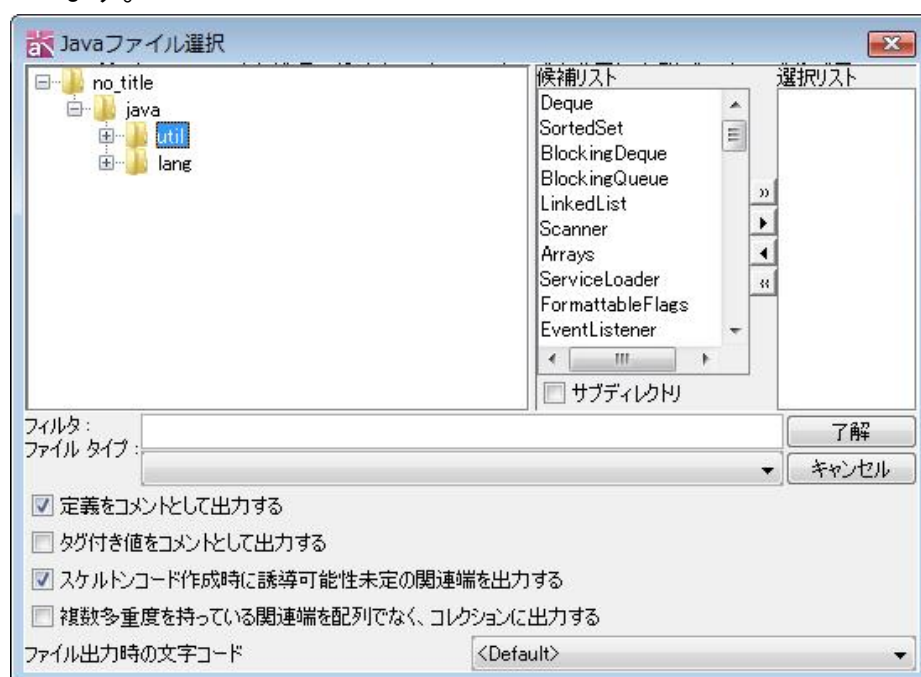 Javaファイル選択
no_title
java
util
lang
候補リスト
Deque
SortedSet
BlockingDeque
BlockingQueue
LinkedList
Scanner
Arrays
ServiceLoader
FormattableFlags
EventListener
サブディレクトリ
選択リスト
フィルタ :
ファイル タイプ :
了解
キャンセル
定義をコメントとして出力する
タグ付き値をコメントとして出力する
スケルトンコード作成時に誘導可能性未定の関連端を出力する
複数多重度を持っている関連端を配列でなく、コレクションに出力する
ファイル出力時の文字コード
<Default>